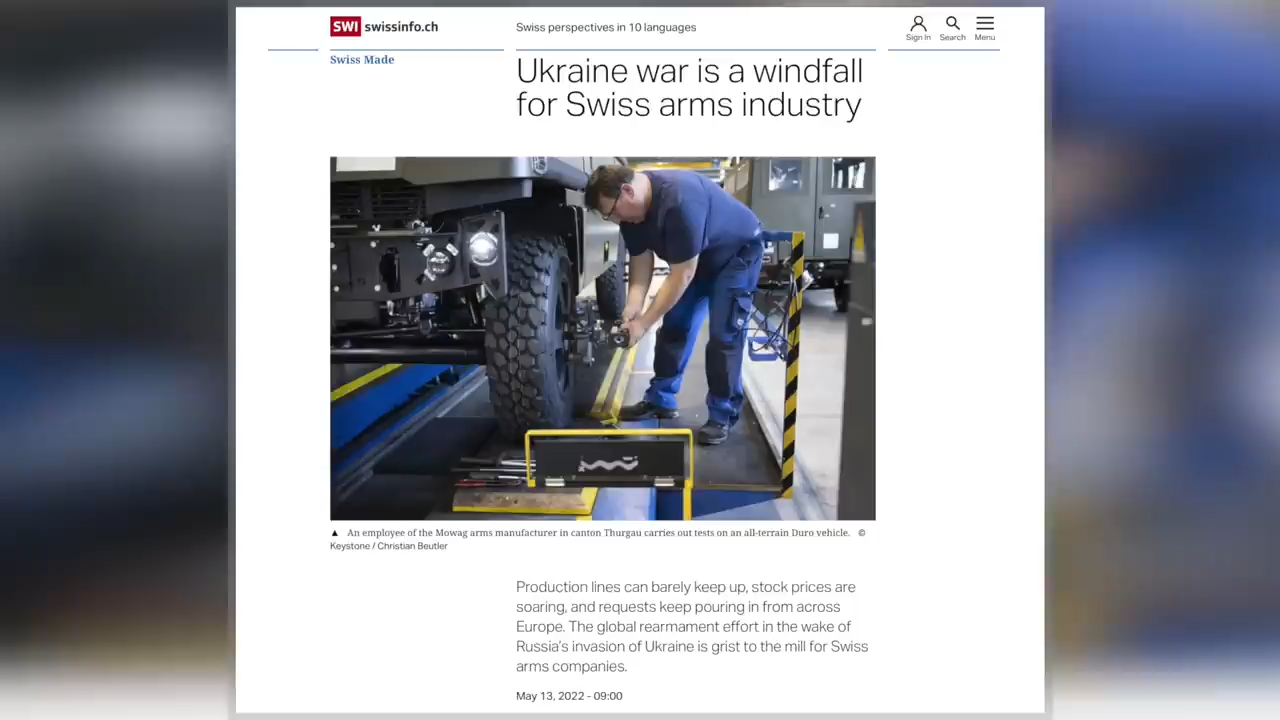 SWI swissinfo.ch
Swiss perspectives in 10 languages
Sign In
Search
Menu
Swiss Made
Ukraine war is a windfall
for Swiss arms industry
▲ An employee of the Mowag arms manufacturer in canton Thurgau carries out tests on an all-terrain Duro vehicle. ©
Keystone / Christian Beutler
Production lines can barely keep up, stock prices are
soaring, and requests keep pouring in from across
Europe. The global rearmament effort in the wake of
Russia's invasion of Ukraine is grist to the mill for Swiss
arms companies.
May 13, 2022 - 09:00